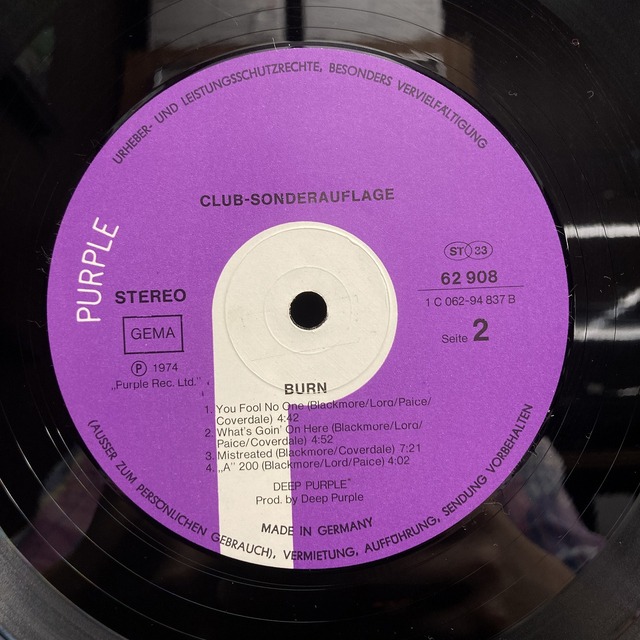 URHEBER- UND LEISTUNGSSCHUTZRECHTE, BESONDERS VERVIELFÄLTIGUNG
CLUB-SONDERAUFLAGE
PURPLE
ST 33
62 908
1 C 062-94 837 B
Seite 2
STEREO
GEMA
Ⓟ 1974
„Purple Rec. Ltd."
BURN
1. You Fool No One (Blackmore/Lord/Paice/
Coverdale) 4:42
2. What's Goin' On Here (Blackmore/Lord/
Paice/Coverdale) 4:52
3. Mistreated (Blackmore/Coverdale) 7:21
4. „A" 200 (Blackmore/Lord/Paice) 4:02
DEEP PURPLE"
Prod. by Deep Purple
MADE IN GERMANY
(AUSSER ZUM PERSÖNLICHEN GEBRAUCH), VERMIETUNG, AUFFÜHRUNG, SENDUNG VORBEHALTEN